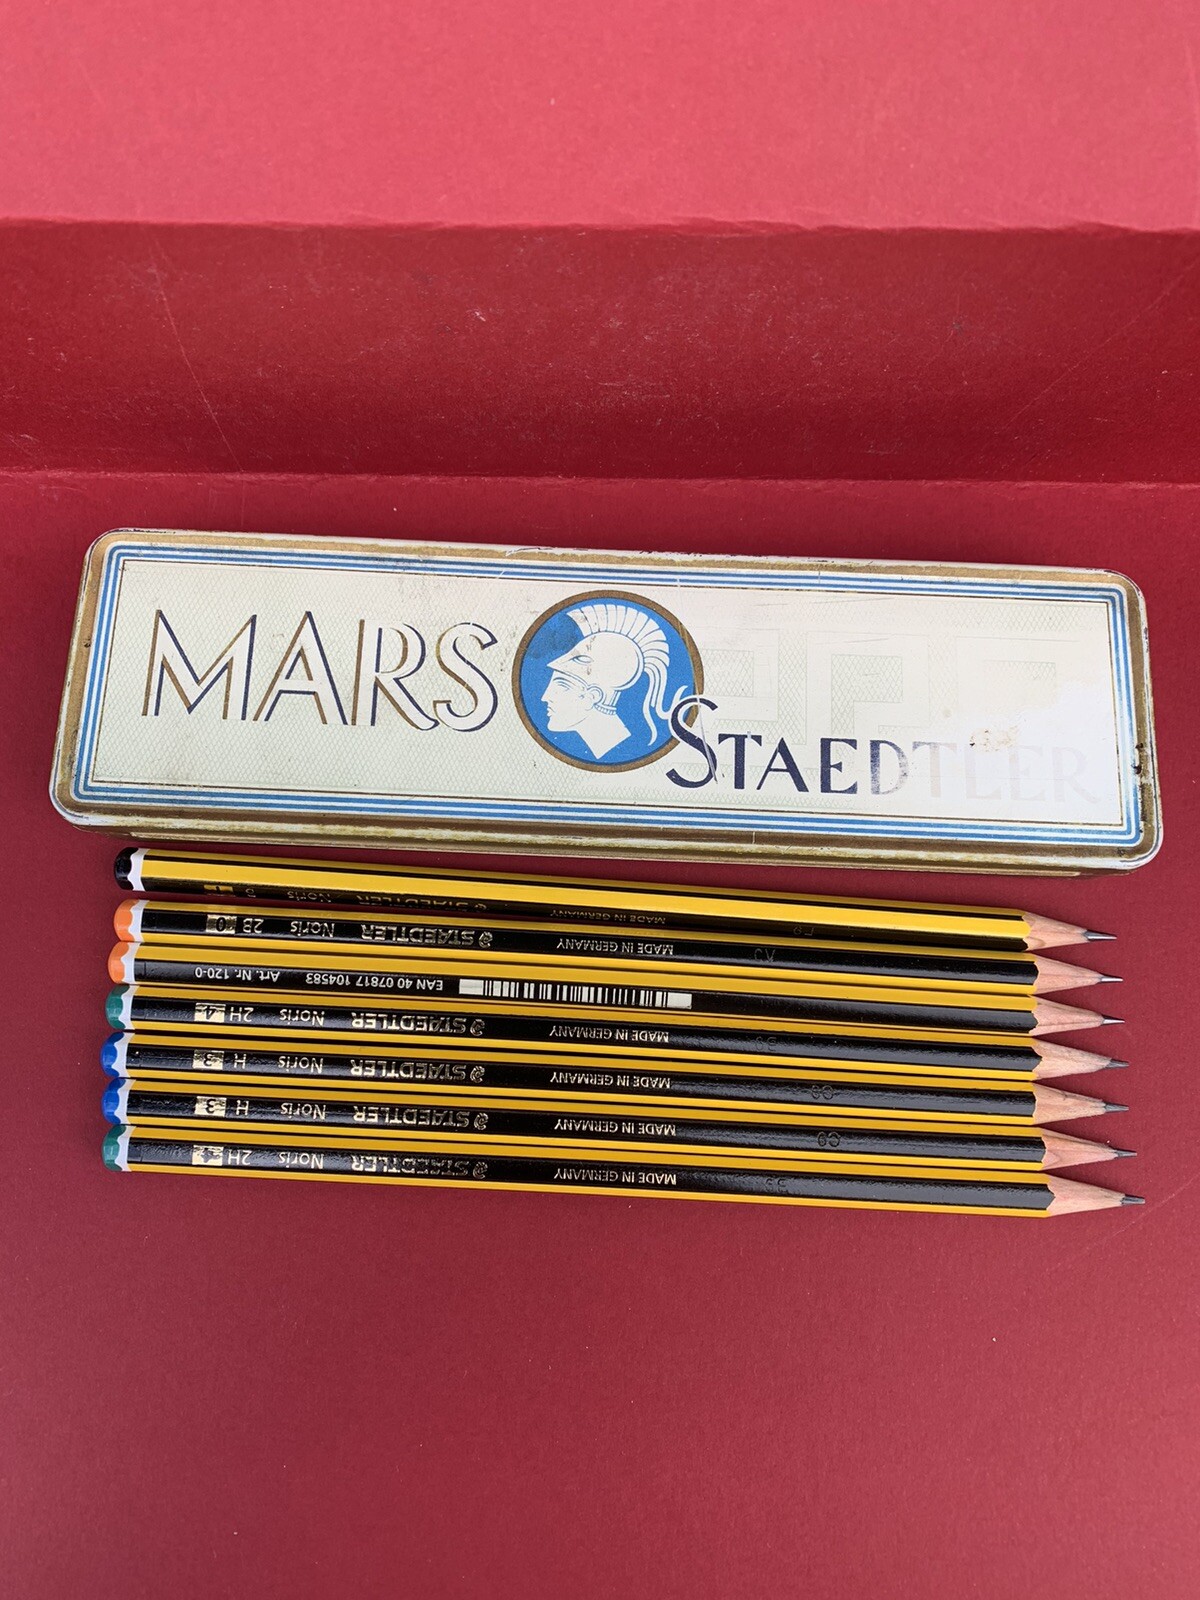 MARS
STAEDTLER
STAEDTLER Noris
MADE IN GERMANY STAEDTLER Noris 2B 0
EAN 40 07817 104583 Art. Nr. 120-0
MADE IN GERMANY STAEDTLER Noris 2H 4
MADE IN GERMANY STAEDTLER Noris H 3
MADE IN GERMANY STAEDTLER Noris H 3
MADE IN GERMANY STAEDTLER Noris 2H 4